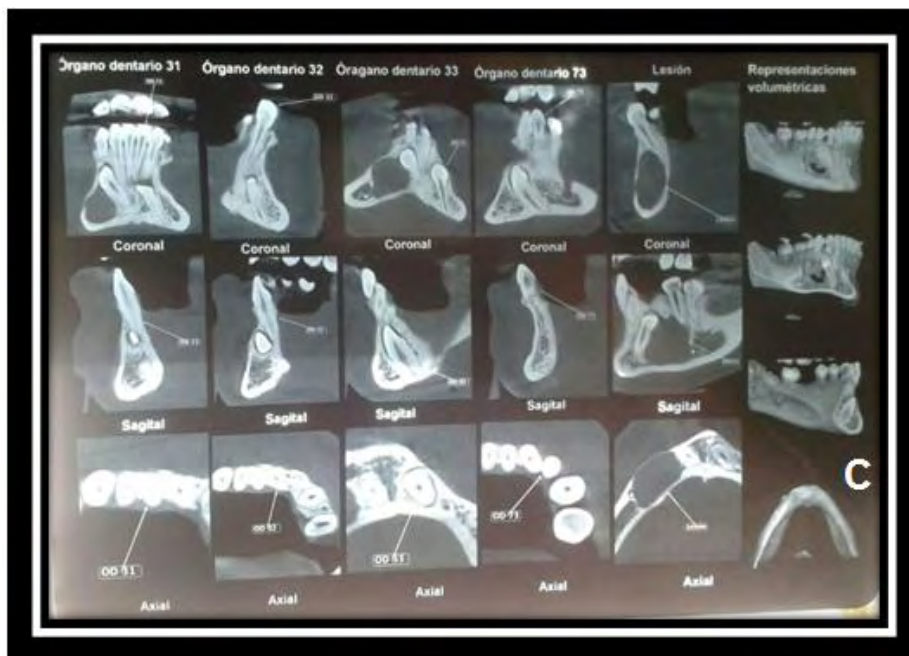 Órgano dentario 31
Órgano dentario 32
Óragano dentario 33
Órgano dentario 73
Lesión
Representaciones
volumétricas
Coronal
Coronal
Coronal
Coronal
Coronal
Sagital
Sagital
Sagital
Sagital
Sagital
OD 31
OD 32
OD 33
OD 73
Axial
Axial
Axial
Axial
Axial
C